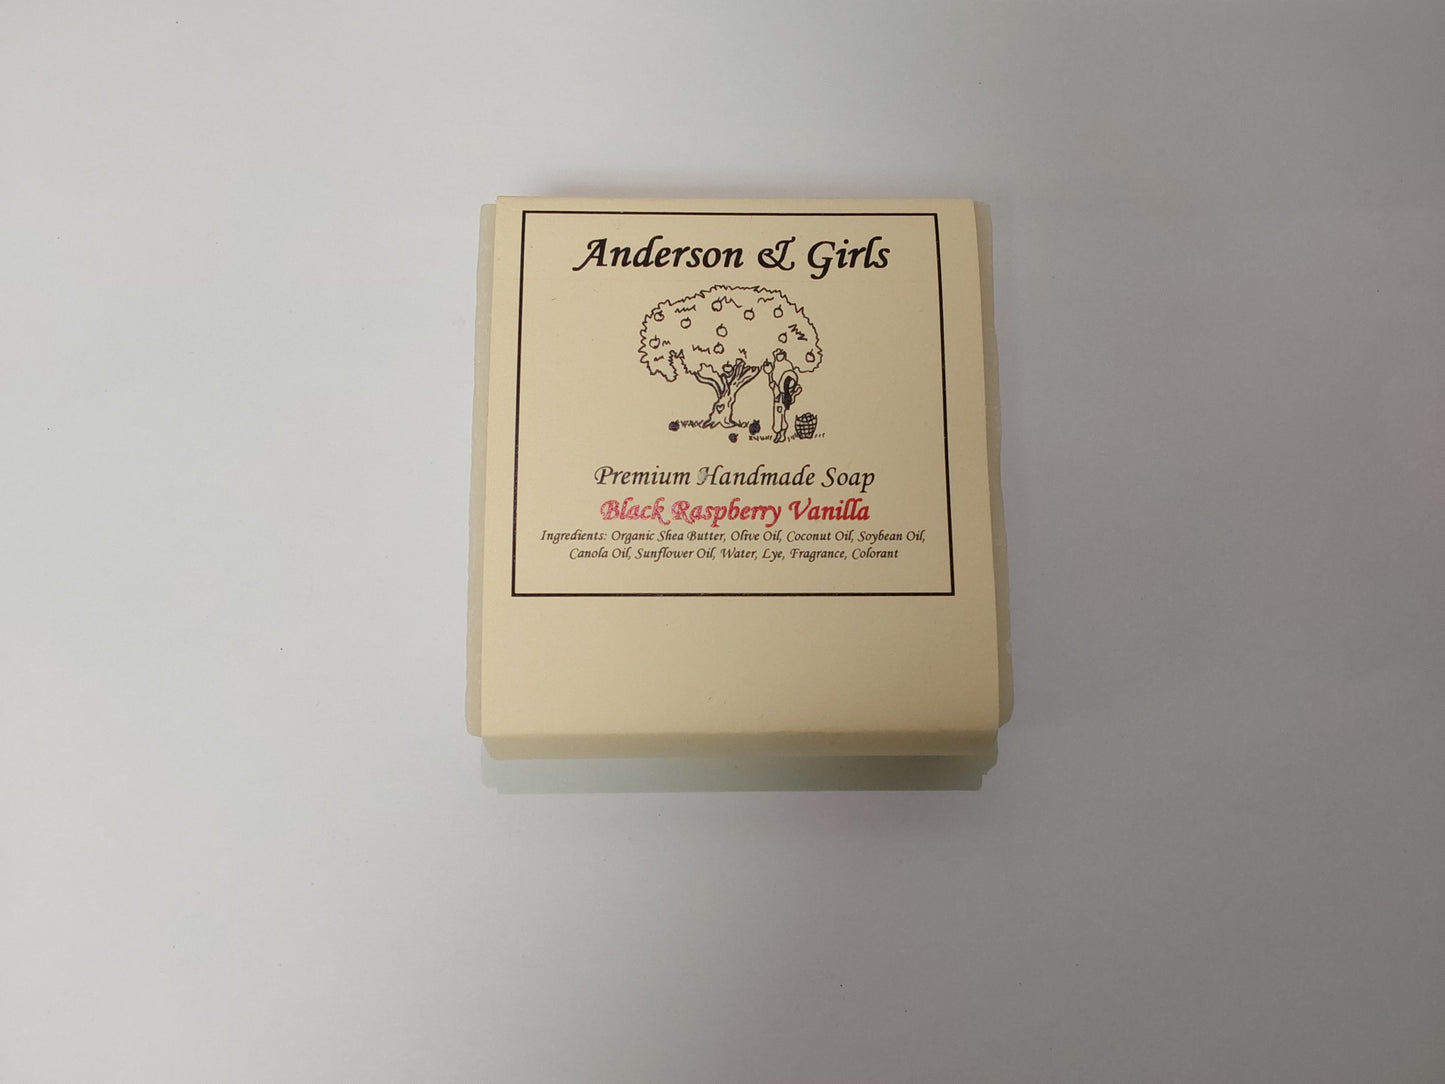 Anderson & Girls
Premium Handmade Soap
Black Raspberry Vanilla
Ingredients: Organic Shea Butter, Olive Oil, Coconut Oil, Soybean Oil,
Canola Oil, Sunflower Oil, Water, Lye, Fragrance, Colorant